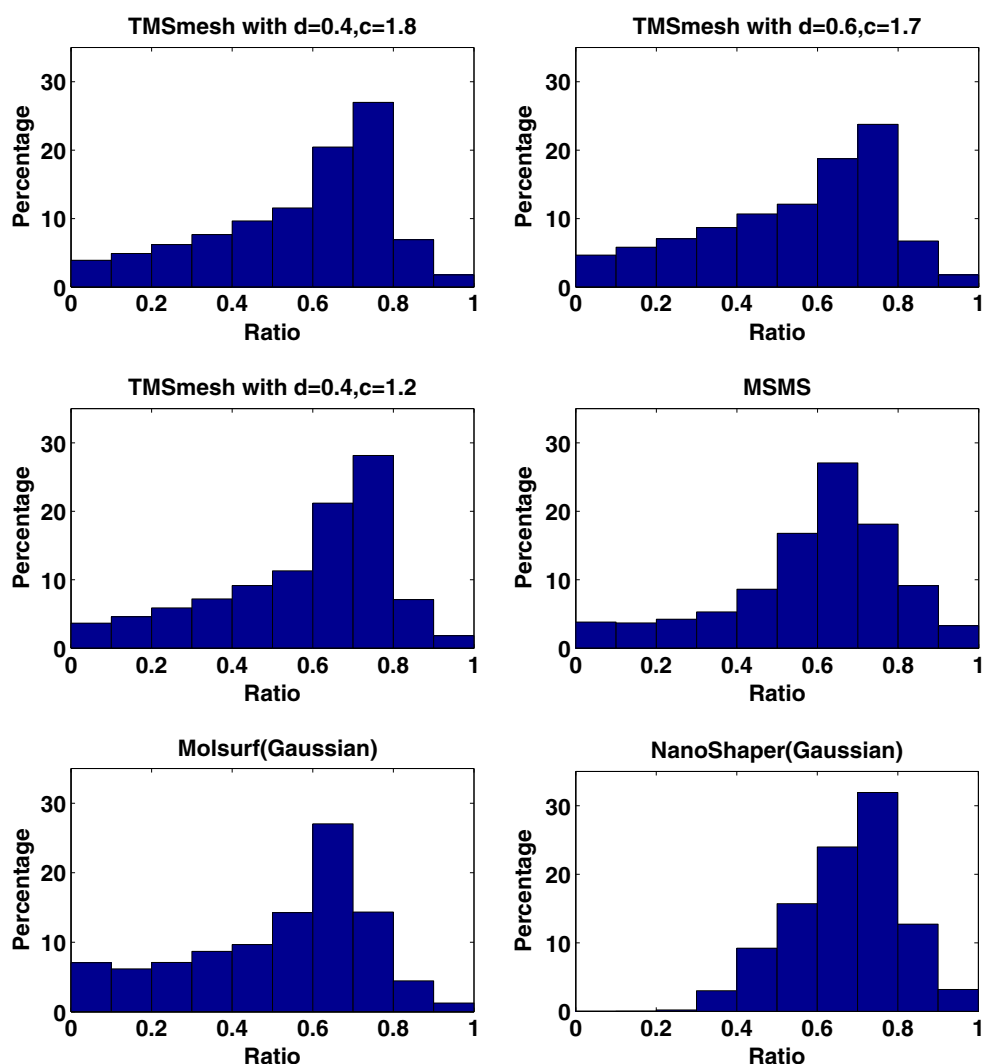 TMSmesh with d=0.4,c=1.8
30
20
10
0
Percentage
0 0.2 0.4 0.6 0.8 1
Ratio
TMSmesh with d=0.6,c=1.7
30
20
10
0
Percentage
0 0.2 0.4 0.6 0.8 1
Ratio
TMSmesh with d=0.4,c=1.2
30
20
10
0
Percentage
0 0.2 0.4 0.6 0.8 1
Ratio
MSMS
30
20
10
0
Percentage
0 0.2 0.4 0.6 0.8 1
Ratio
Molsurf(Gaussian)
30
20
10
0
Percentage
0 0.2 0.4 0.6 0.8 1
Ratio
NanoShaper(Gaussian)
30
20
10
0
Percentage
0 0.2 0.4 0.6 0.8 1
Ratio